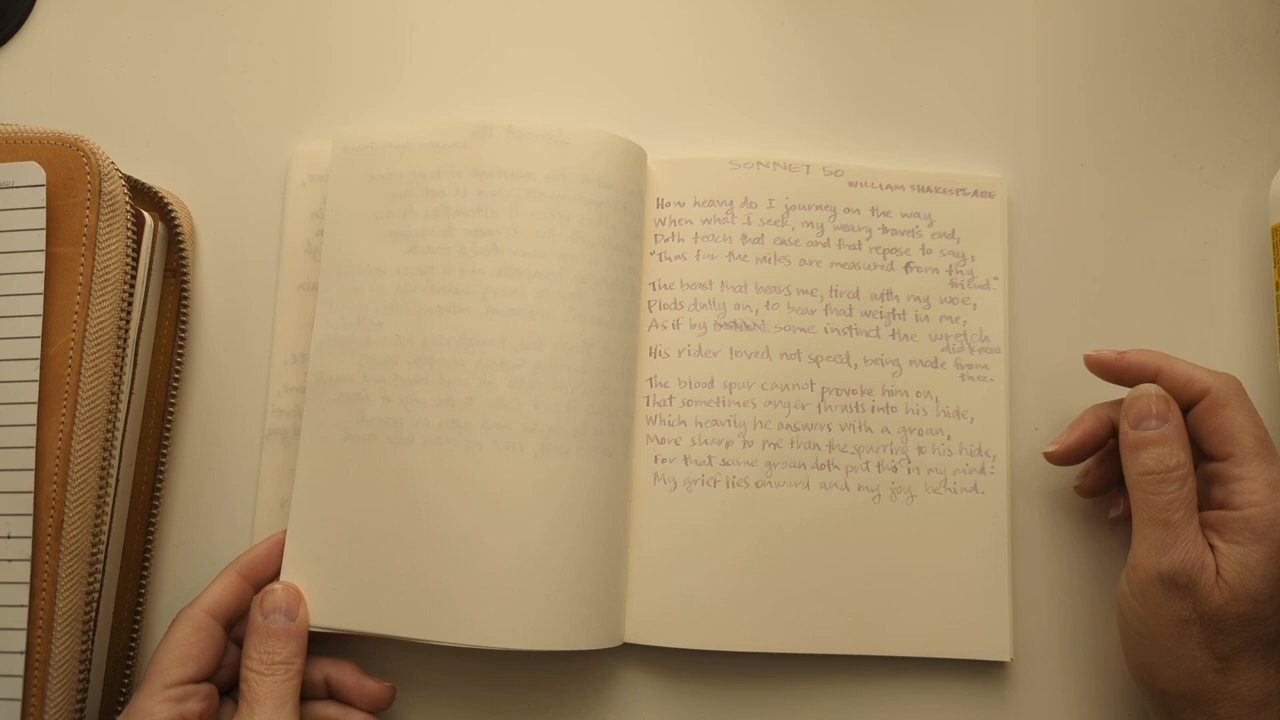 SONNET 50
WILLIAM SHAKESPEARE
How heavy do I journey on the way
When what I seek, my weary travel's end,
Doth teach that ease and that repose to say,
"Thus far the miles are measured from thy
friend."
The beast that bears me, tired with my woe,
Plods dully on, to bear that weight in me,
As if by some instinct the wretch
did know
His rider loved not speed, being made from
thee.
The blood spur cannot provoke him on,
That sometimes anger thrusts into his hide,
Which heavily he answers with a groan,
More sharp to me than the spurring to his hide,
For that same groan doth put this in my mind:
My grief lies onward and my joy behind.